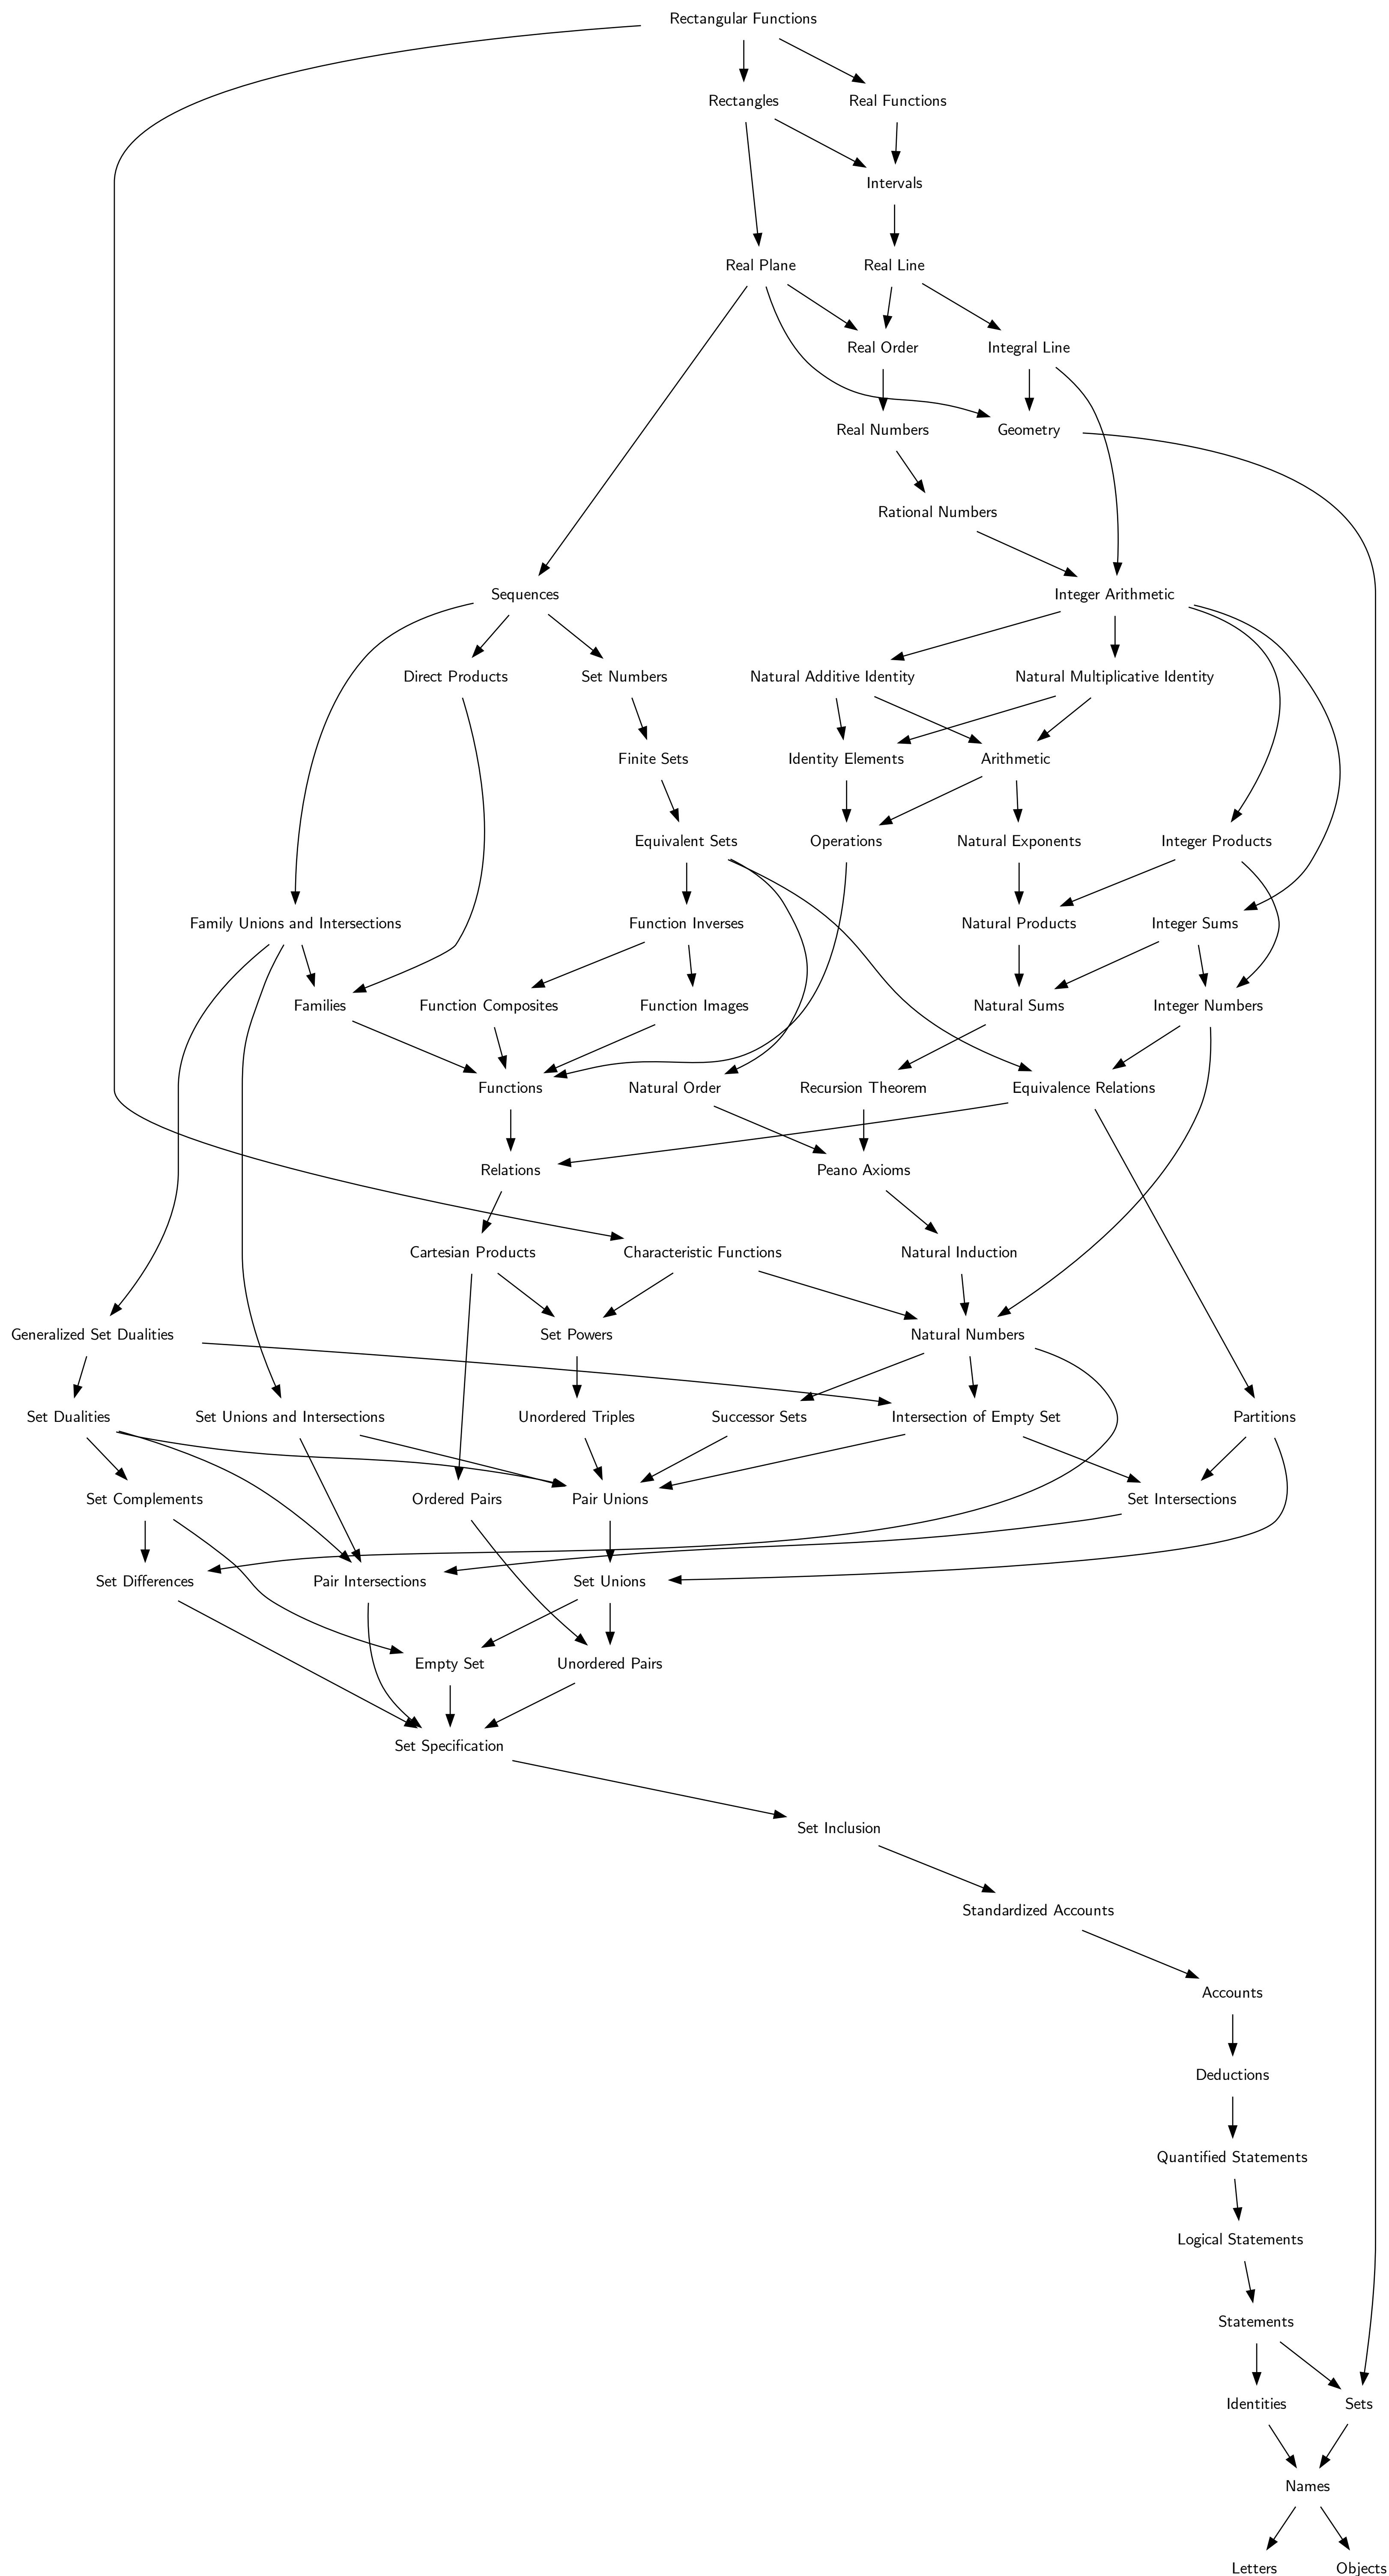 Rectangular Functions
Rectangles
Real Functions
Intervals
Real Plane
Real Line
Real Order
Integral Line
Real Numbers
Geometry
Rational Numbers
Sequences
Integer Arithmetic
Direct Products
Set Numbers
Natural Additive Identity
Natural Multiplicative Identity
Finite Sets
Identity Elements
Arithmetic
Equivalent Sets
Operations
Natural Exponents
Integer Products
Family Unions and Intersections
Function Inverses
Natural Products
Integer Sums
Families
Function Composites
Function Images
Natural Sums
Integer Numbers
Functions
Natural Order
Recursion Theorem
Equivalence Relations
Relations
Peano Axioms
Cartesian Products
Characteristic Functions
Natural Induction
Generalized Set Dualities
Set Powers
Natural Numbers
Set Dualities
Set Unions and Intersections
Unordered Triples
Successor Sets
Intersection of Empty Set
Partitions
Set Complements
Ordered Pairs
Pair Unions
Set Intersections
Set Differences
Pair Intersections
Set Unions
Empty Set
Unordered Pairs
Set Specification
Set Inclusion
Standardized Accounts
Accounts
Deductions
Quantified Statements
Logical Statements
Statements
Identities
Sets
Names
Letters
Objects